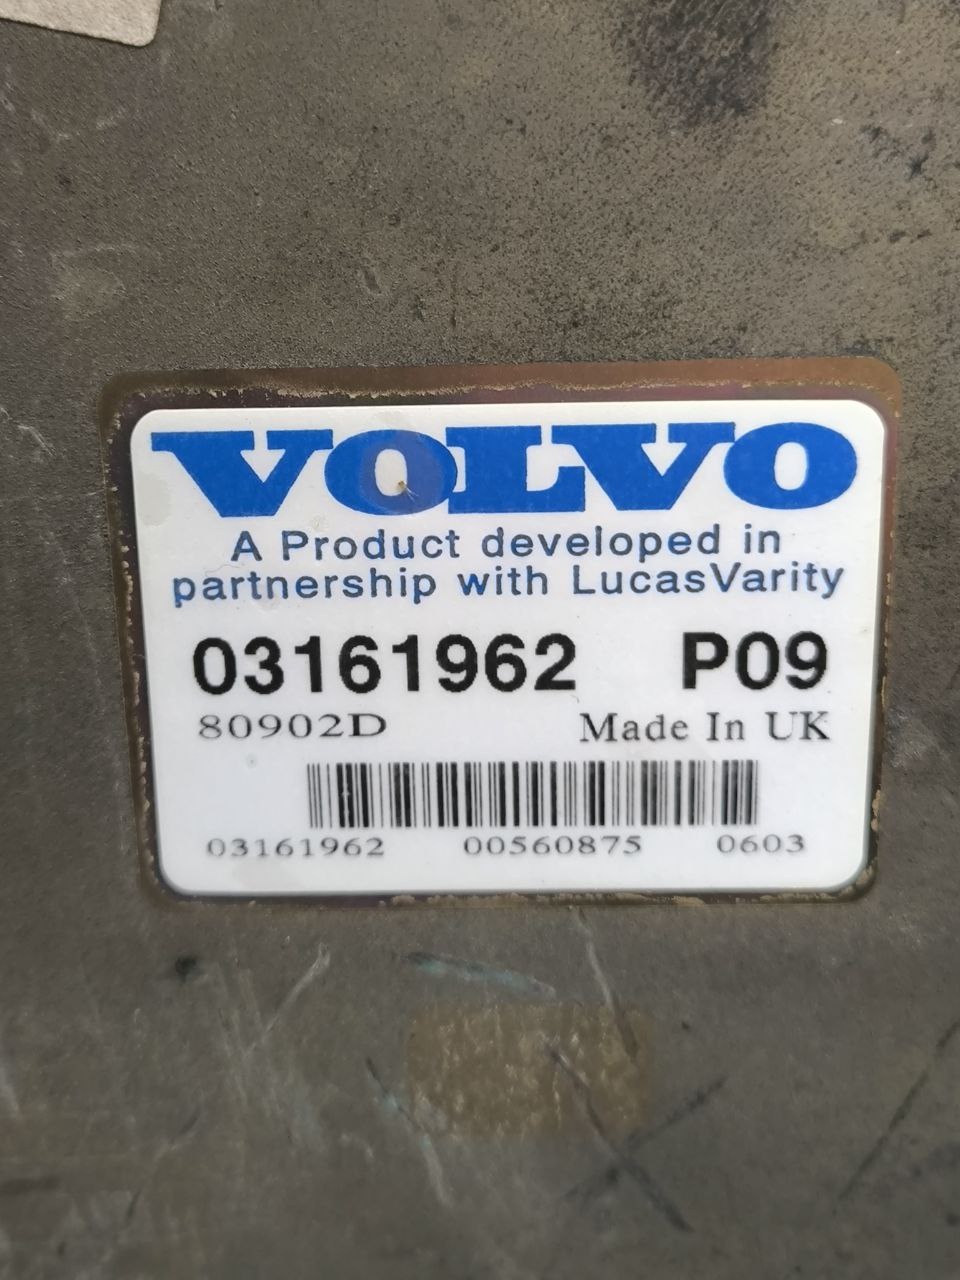 VOLVO
A Product developed in
partnership with LucasVarity
03161962 P09
80902D Made In UK
03161962 00560875 0603